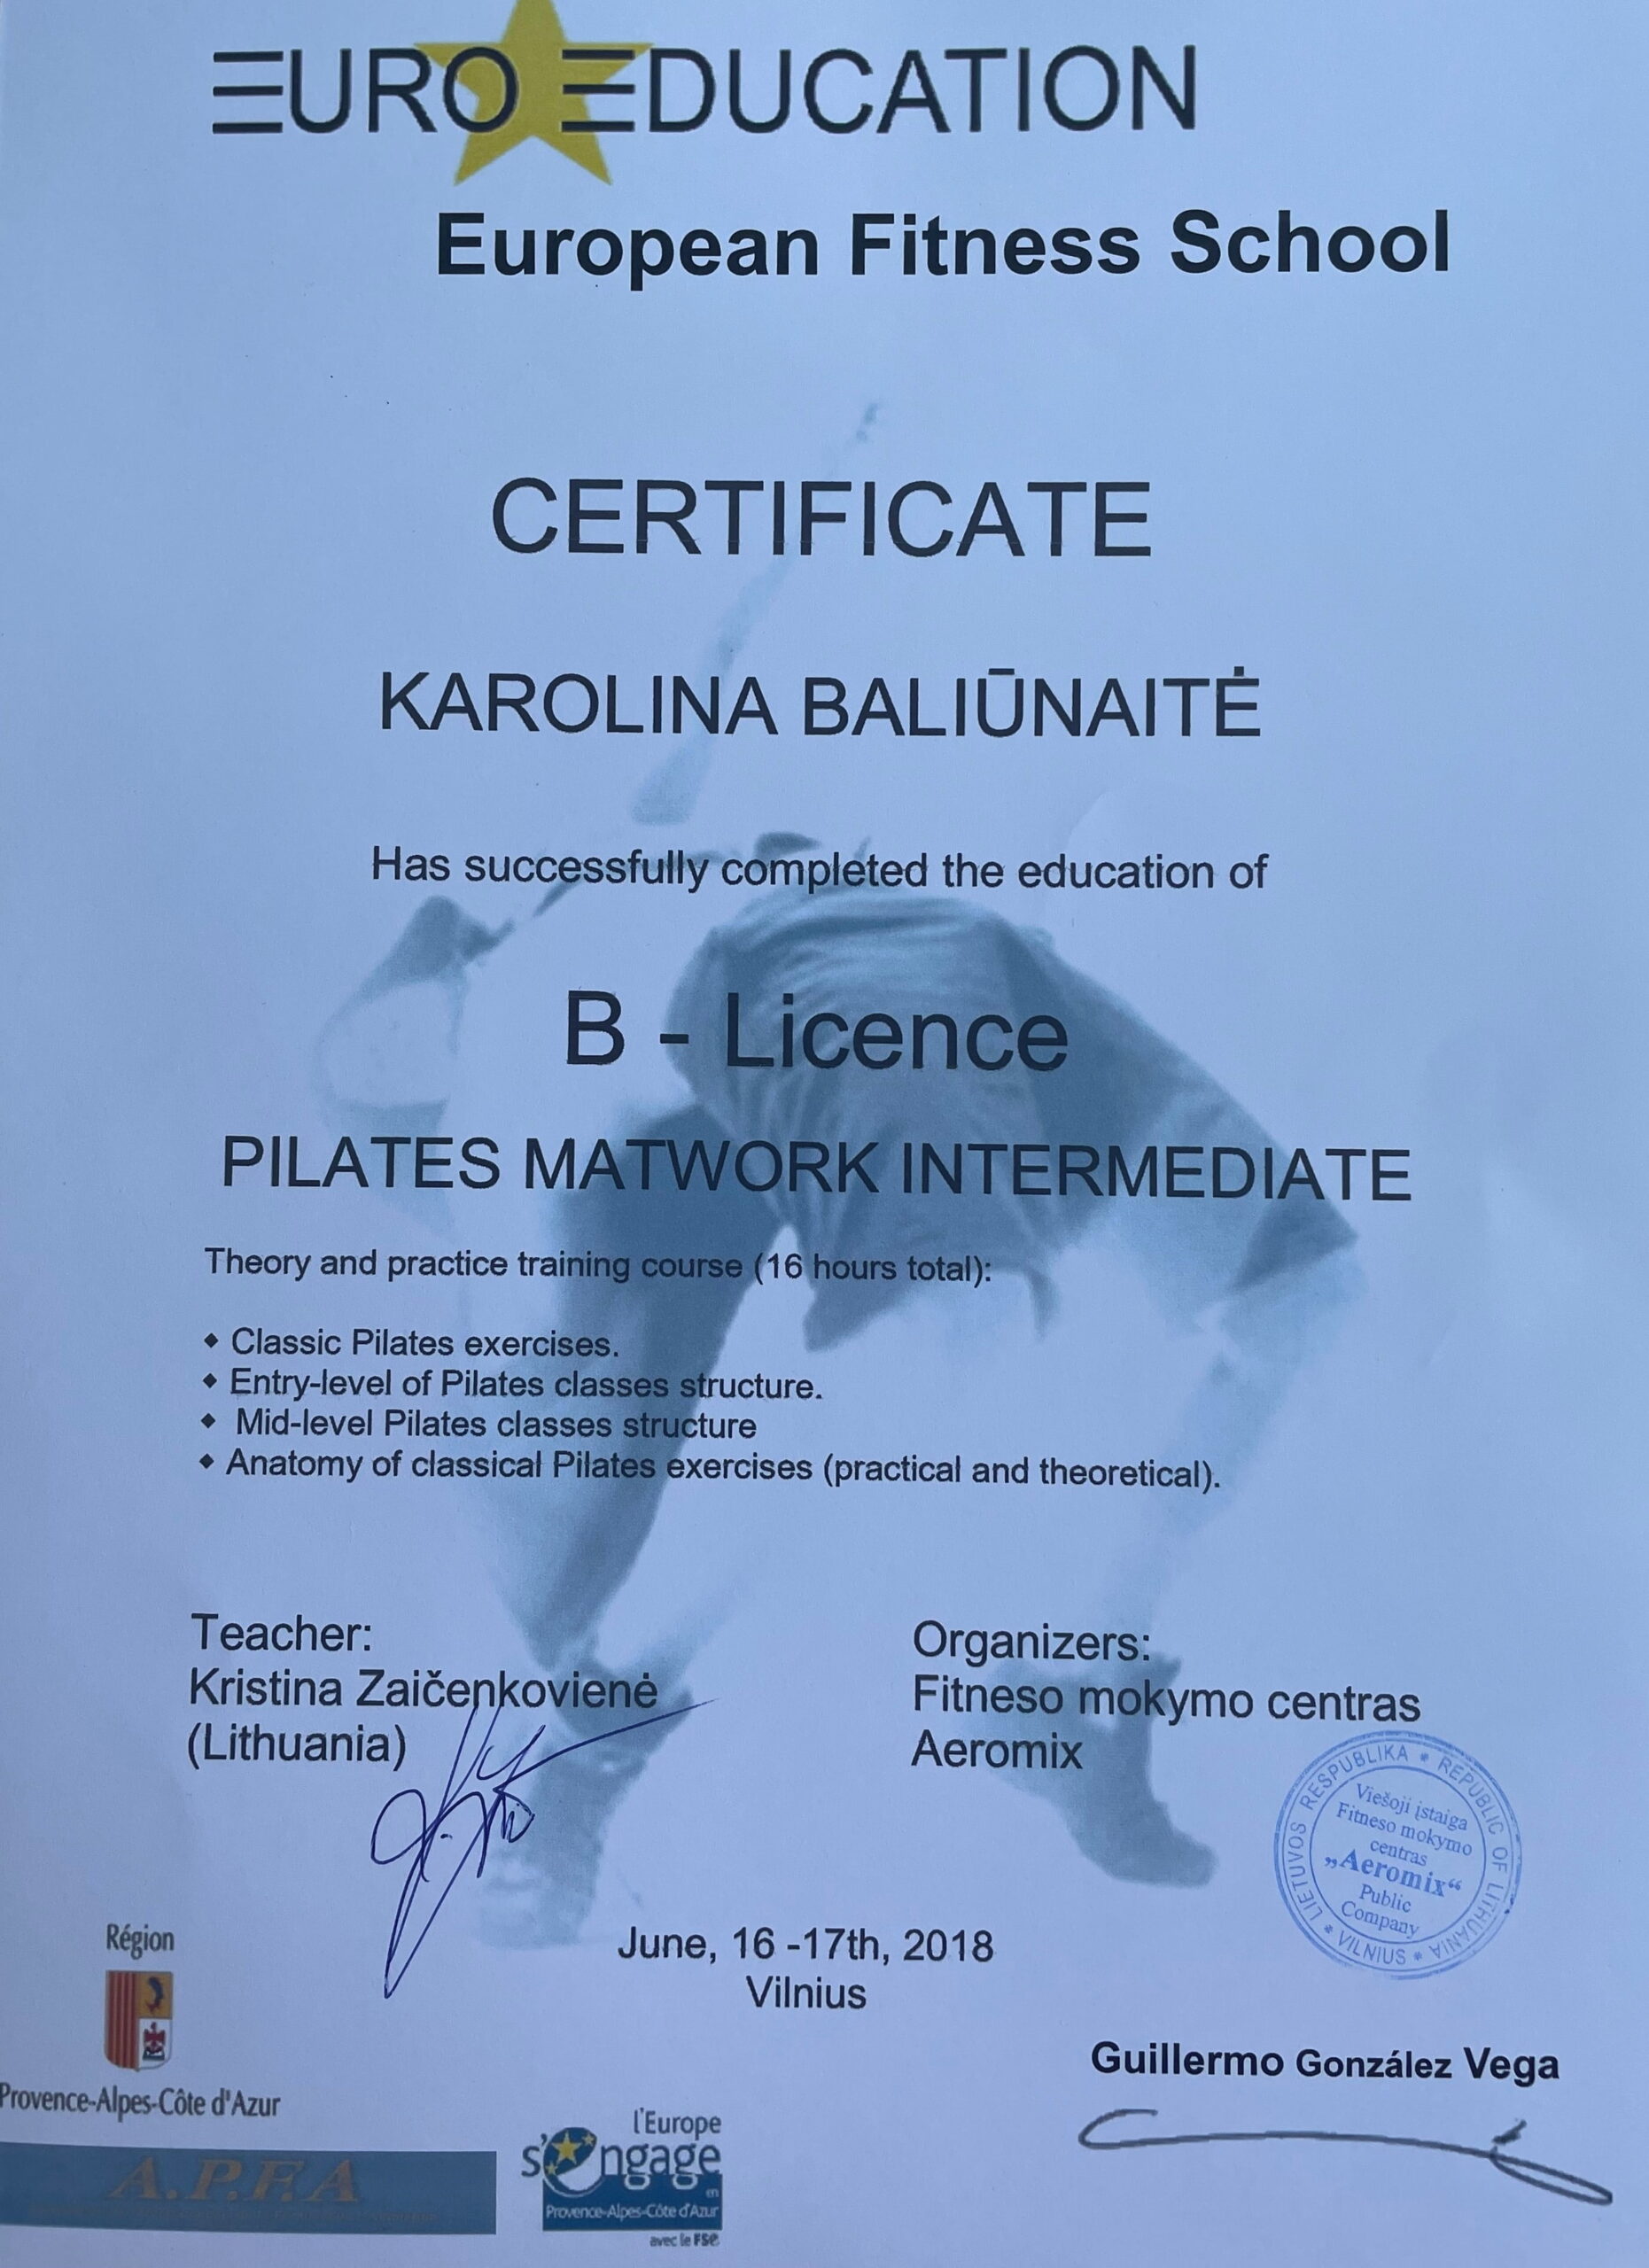 EURO EDUCATION
European Fitness School
CERTIFICATE
KAROLINA BALIŪNAITĖ
Has successfully completed the education of
B - Licence
PILATES MATWORK INTERMEDIATE
Theory and practice training course (16 hours total):
◆ Classic Pilates exercises.
◆ Entry-level of Pilates classes structure.
◆ Mid-level Pilates classes structure
◆ Anatomy of classical Pilates exercises (practical and theoretical).
Teacher:
Kristina Zaičenkovienė
(Lithuania)
Organizers:
Fitneso mokymo centras
Aeromix
LIETUVOS RESPUBLIKA * REPUBLIC OF LITHUANIA * VILNIUS *
Viešoji įstaiga
Fitneso mokymo
centras
„Aeromix“
Public
Company
June, 16 -17th, 2018
Vilnius
Région
Provence-Alpes-Côte d'Azur
A.P.F.A
l'Europe
s'engage
en
Provence-Alpes-Côte d'Azur
avec le FSe
Guillermo González Vega